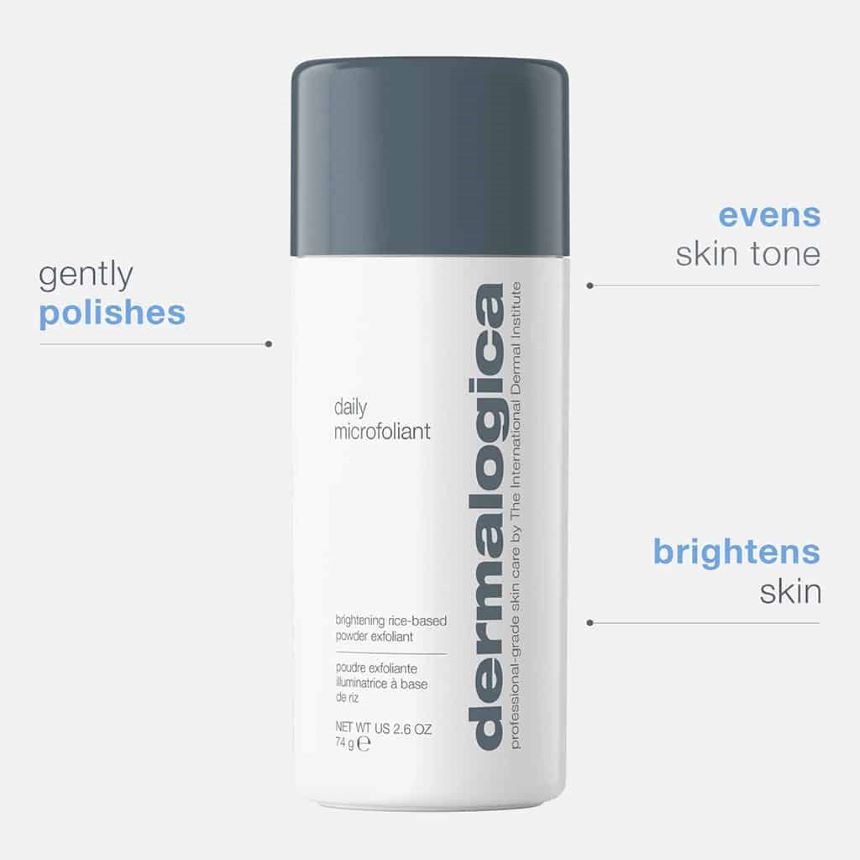 gently
polishes
evens
skin tone
brightens
skin
daily
microfoliant
brightening rice-based
powder exfoliant
poudre exfoliante
illuminatrice à base
de riz
NET WT US 2.6 OZ
74 g ℮
dermalogica
professional-grade skin care by The International Dermal Institute